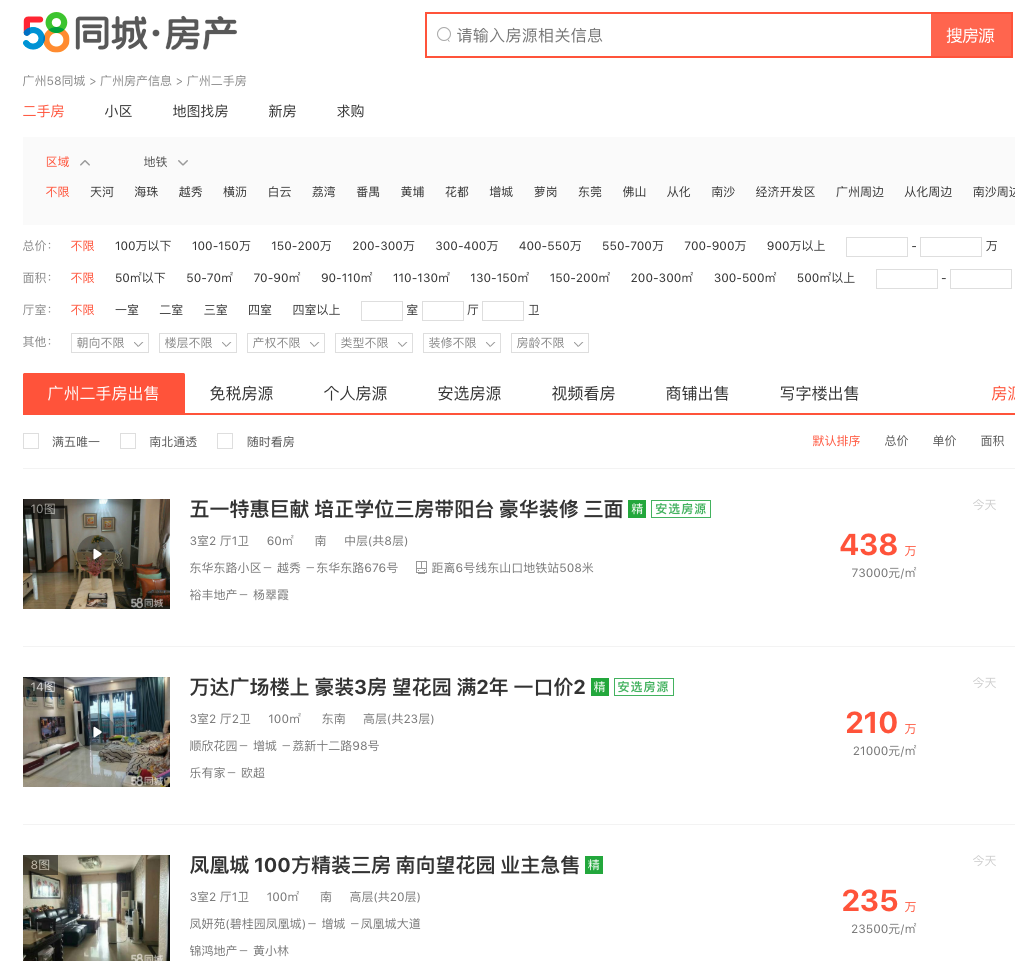 58同城·房产
请输入房源相关信息
搜房源
广州58同城 > 广州房产信息 > 广州二手房
二手房 小区 地图找房 新房 求购
区域 地铁
不限 天河 海珠 越秀 横沥 白云 荔湾 番禺 黄埔 花都 增城 萝岗 东莞 佛山 从化 南沙 经济开发区 广州周边 从化周边 南沙周边
总价： 不限 100万以下 100-150万 150-200万 200-300万 300-400万 400-550万 550-700万 700-900万 900万以上 - 万
面积： 不限 50㎡以下 50-70㎡ 70-90㎡ 90-110㎡ 110-130㎡ 130-150㎡ 150-200㎡ 200-300㎡ 300-500㎡ 500㎡以上 -
厅室： 不限 一室 二室 三室 四室 四室以上 室 厅 卫
其他： 朝向不限 楼层不限 产权不限 类型不限 装修不限 房龄不限
广州二手房出售 免税房源 个人房源 安选房源 视频看房 商铺出售 写字楼出售 房源
满五唯一 南北通透 随时看房 默认排序 总价 单价 面积
10图
58同城
五一特惠巨献 培正学位三房带阳台 豪华装修 三面 精 安选房源
今天
3室2 厅1卫 60㎡ 南 中层(共8层)
438 万
东华东路小区－ 越秀 －东华东路676号 距离6号线东山口地铁站508米
73000元/㎡
裕丰地产－ 杨翠霞
14图
58同城
万达广场楼上 豪装3房 望花园 满2年 一口价2 精 安选房源
今天
3室2 厅2卫 100㎡ 东南 高层(共23层)
210 万
顺欣花园－ 增城 －荔新十二路98号
21000元/㎡
乐有家－ 欧超
8图
58同城
凤凰城 100方精装三房 南向望花园 业主急售 精
今天
3室2 厅1卫 100㎡ 南 高层(共20层)
235 万
凤妍苑(碧桂园凤凰城)－ 增城 －凤凰城大道
23500元/㎡
锦鸿地产－ 黄小林